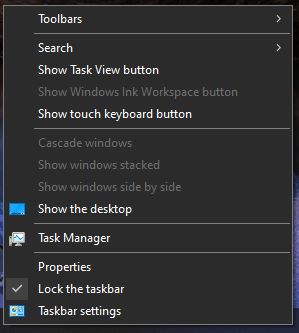 Toolbars
Search
Show Task View button
Show Windows Ink Workspace button
Show touch keyboard button
Cascade windows
Show windows stacked
Show windows side by side
Show the desktop
Task Manager
Properties
Lock the taskbar
Taskbar settings